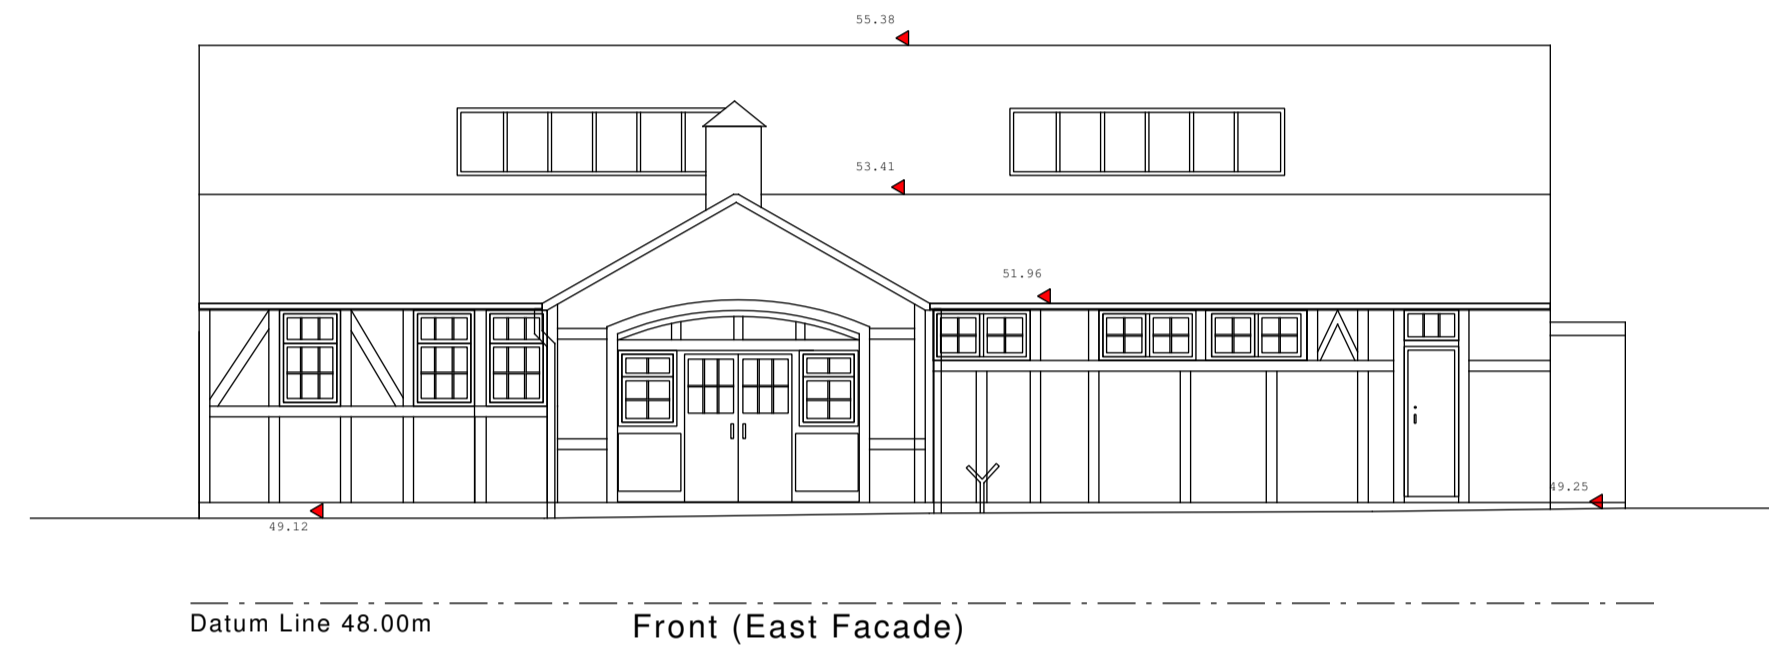 55.38
53.41
51.96
49.25
49.12
Datum Line 48.00m
Front (East Facade)